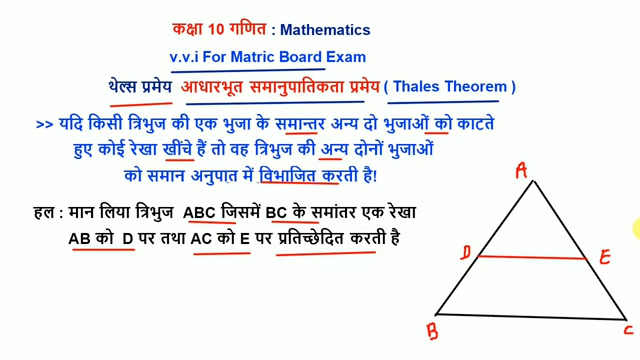 कक्षा 10 गणित : Mathematics
v.v.i For Matric Board Exam
थेल्स प्रमेय आधारभूत समानुपातिकता प्रमेय ( Thales Theorem )
>> यदि किसी त्रिभुज की एक भुजा के समान्तर अन्य दो भुजाओं को काटते
हुए कोई रेखा खींचे हैं तो वह त्रिभुज की अन्य दोनों भुजाओं
को समान अनुपात में विभाजित करती है!
हल : मान लिया त्रिभुज ABC जिसमें BC के समांतर एक रेखा
AB को D पर तथा AC को E पर प्रतिच्छेदित करती है
A
D E
B C